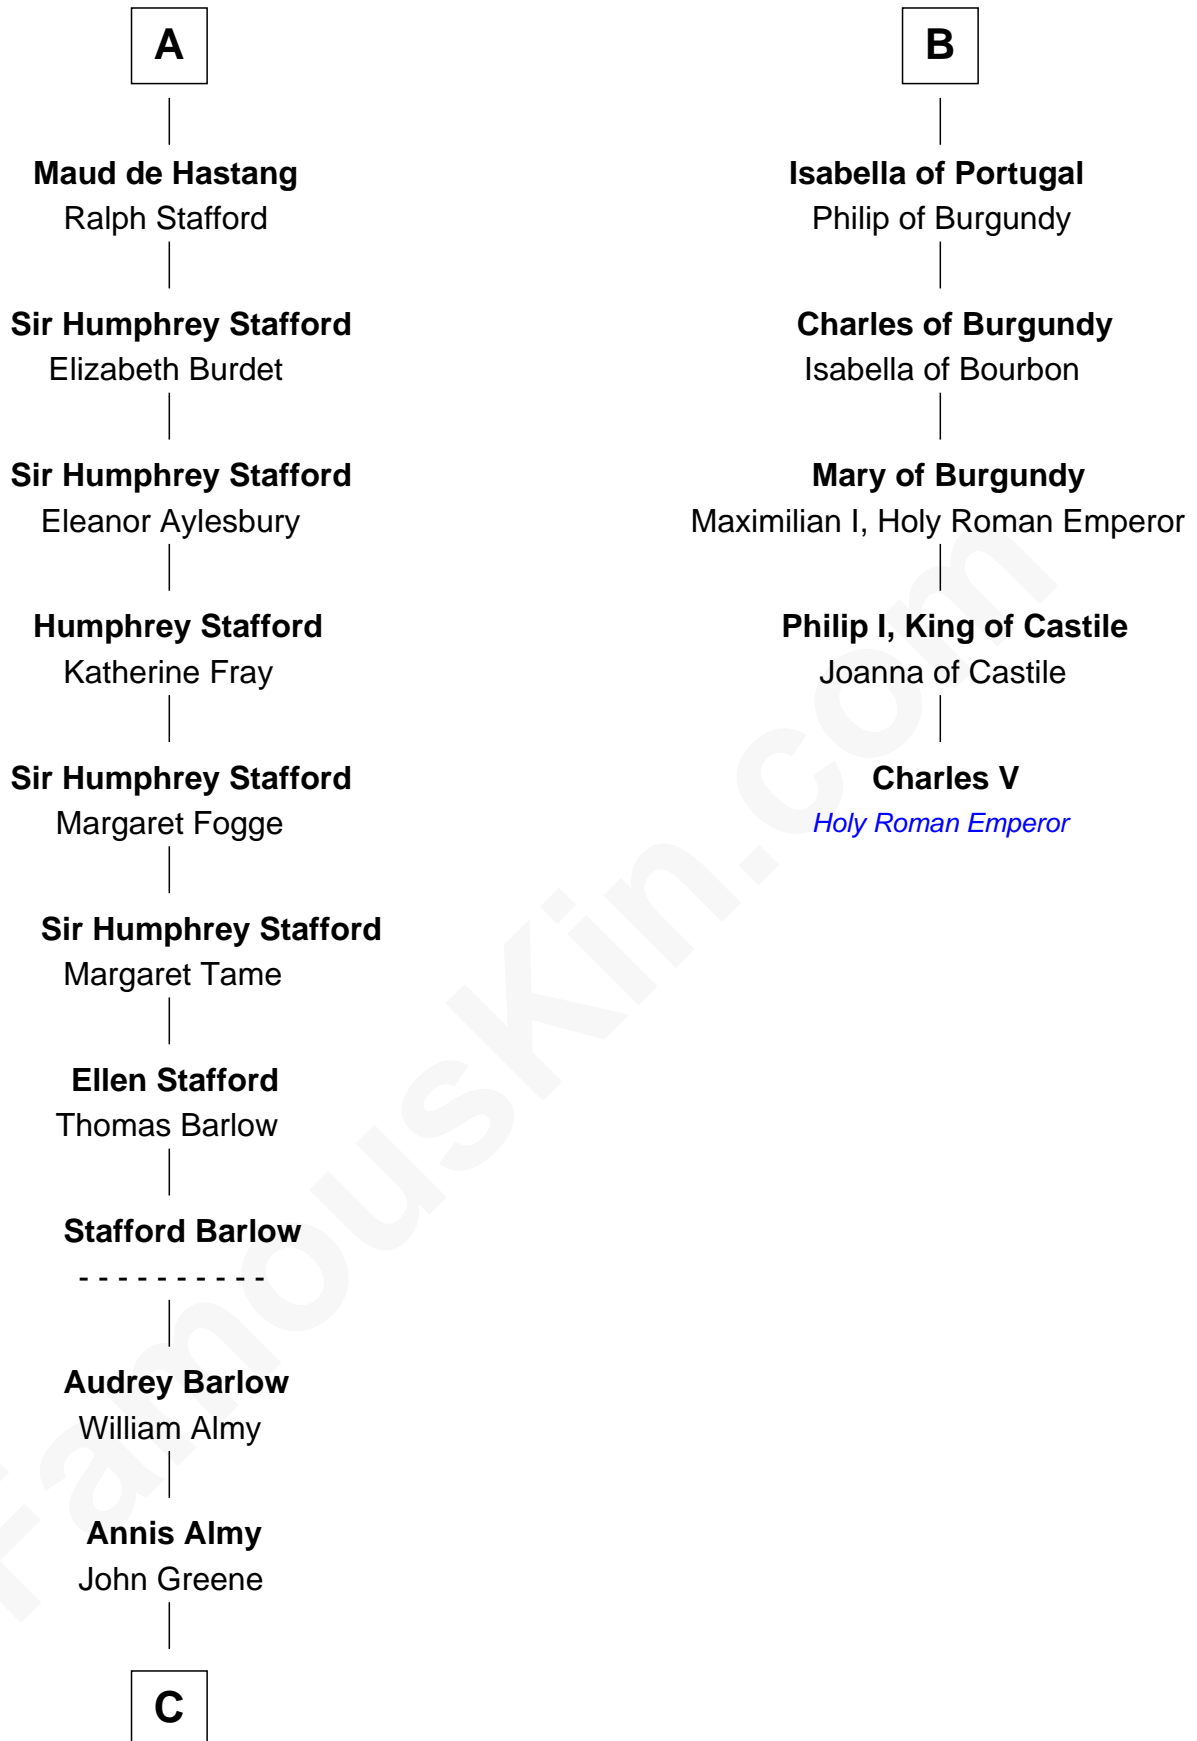 A
Maud de Hastang
Ralph Stafford
Sir Humphrey Stafford
Elizabeth Burdet
Sir Humphrey Stafford
Eleanor Aylesbury
Humphrey Stafford
Katherine Fray
Sir Humphrey Stafford
Margaret Fogge
Sir Humphrey Stafford
Margaret Tame
Ellen Stafford
Thomas Barlow
Stafford Barlow
- - - - - - - - - -
Audrey Barlow
William Almy
Annis Almy
John Greene
C
B
Isabella of Portugal
Philip of Burgundy
Charles of Burgundy
Isabella of Bourbon
Mary of Burgundy
Maximilian I, Holy Roman Emperor
Philip I, King of Castile
Joanna of Castile
Charles V
Holy Roman Emperor
FamousKin.com